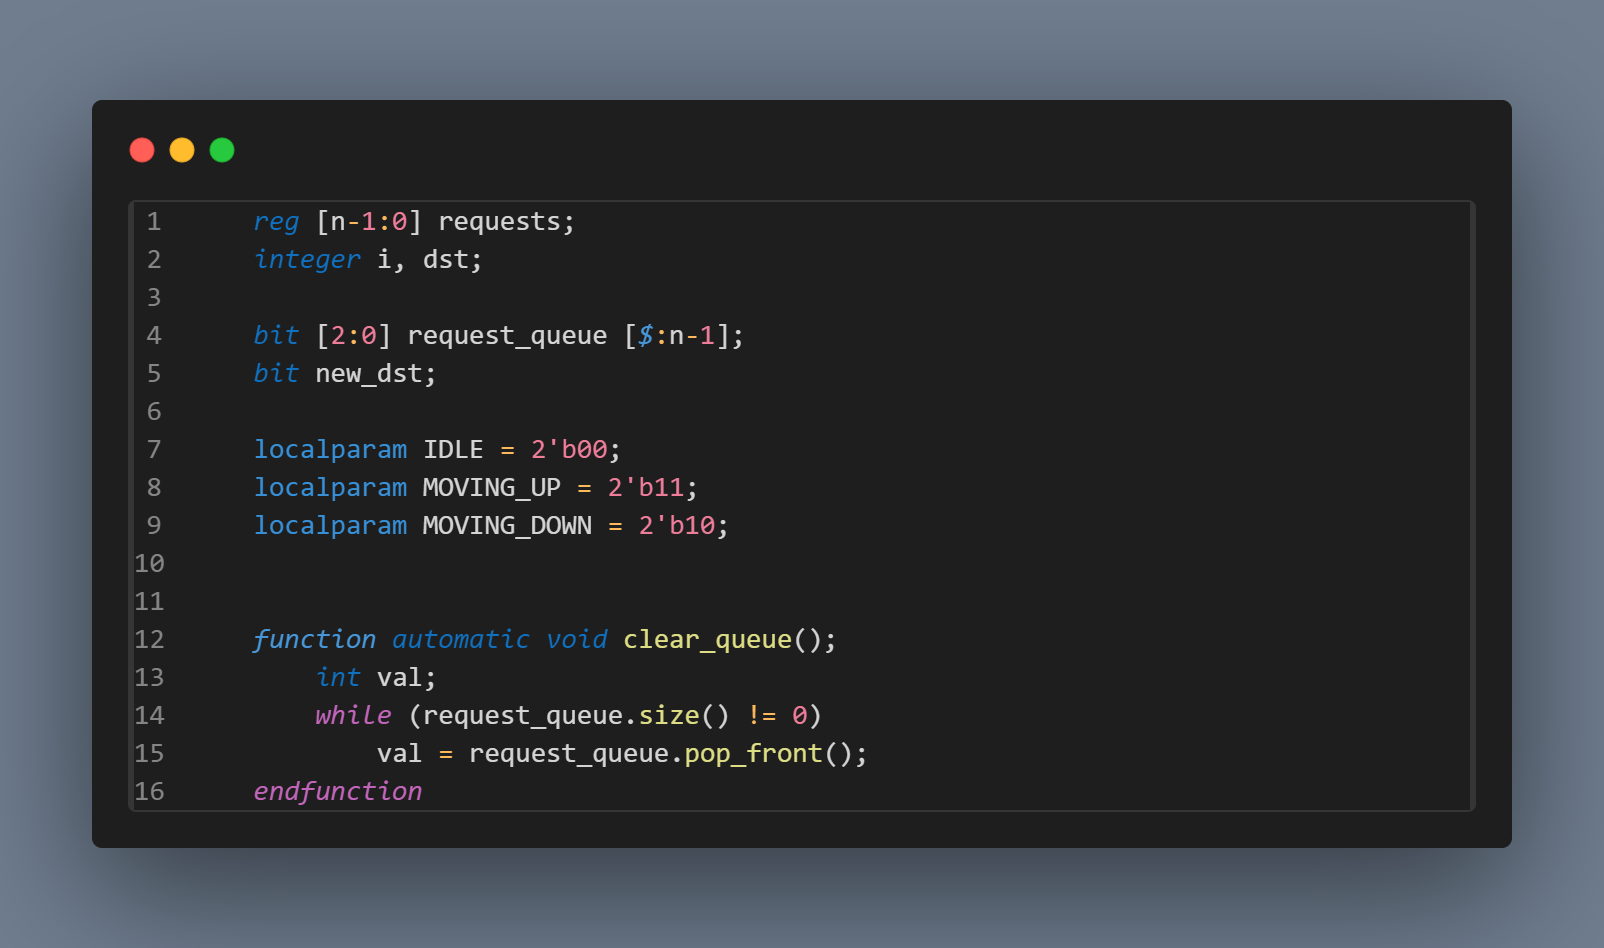 1 reg [n-1:0] requests;
2 integer i, dst;
3
4 bit [2:0] request_queue [$:n-1];
5 bit new_dst;
6
7 localparam IDLE = 2'b00;
8 localparam MOVING_UP = 2'b11;
9 localparam MOVING_DOWN = 2'b10;
10
11
12 function automatic void clear_queue();
13 int val;
14 while (request_queue.size() != 0)
15 val = request_queue.pop_front();
16 endfunction